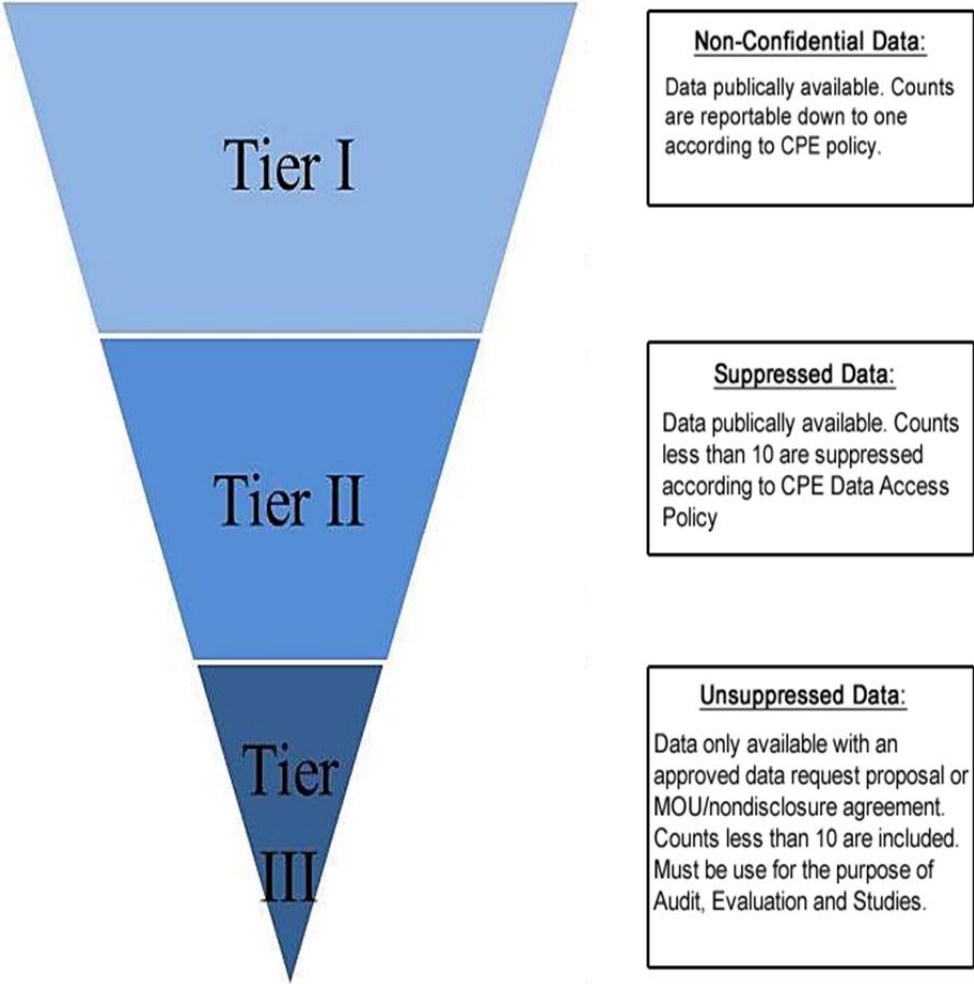 Tier I
Non-Confidential Data:
Data publically available. Counts
are reportable down to one
according to CPE policy.
Tier II
Suppressed Data:
Data publically available. Counts
less than 10 are suppressed
according to CPE Data Access
Policy
Tier
III
Unsuppressed Data:
Data only available with an
approved data request proposal or
MOU/nondisclosure agreement.
Counts less than 10 are included.
Must be use for the purpose of
Audit, Evaluation and Studies.